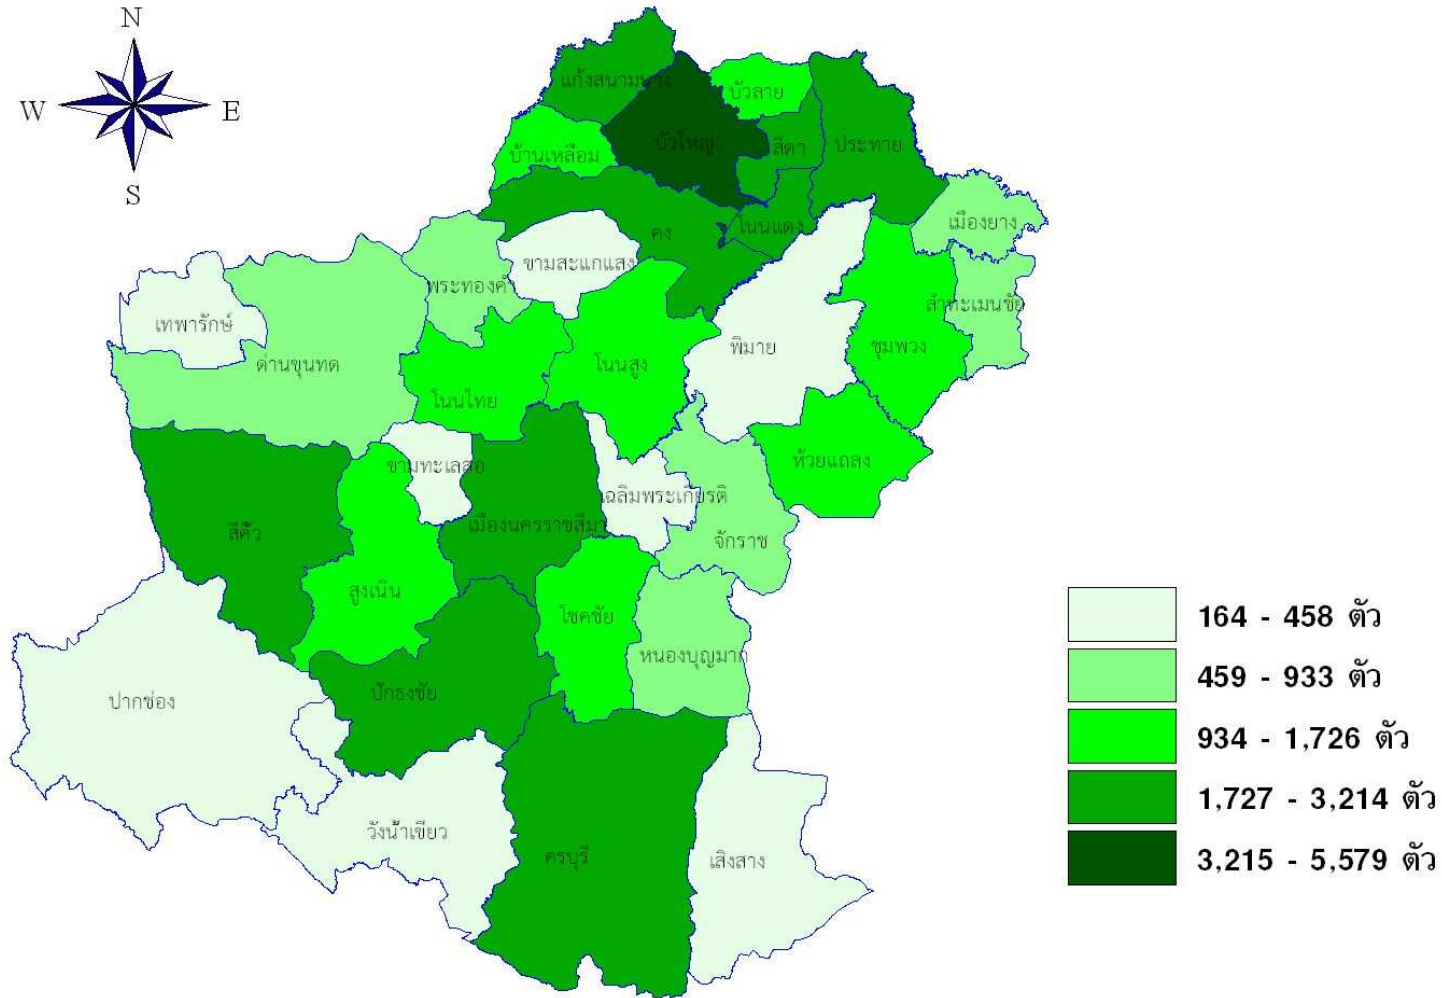 N
W E
S
แก้งสนามนาง
บัวลาย
บัวใหญ่
สีดา
ประทาย
บ้านเหลื่อม
เมืองยาง
คง
โนนแดง
ขามสะแกแสง
พระทองคำ
ลำทะเมนชัย
เทพารักษ์
ด่านขุนทด
พิมาย
ชุมพวง
โนนสูง
โนนไทย
ขามทะเลสอ
ห้วยแถลง
เฉลิมพระเกียรติ
สีคิ้ว
เมืองนครราชสีมา
จักราช
สูงเนิน
โชคชัย
หนองบุญมาก
ปากช่อง
ปักธงชัย
วังน้ำเขียว
ครบุรี
เสิงสาง
164 - 458 ตัว
459 - 933 ตัว
934 - 1,726 ตัว
1,727 - 3,214 ตัว
3,215 - 5,579 ตัว